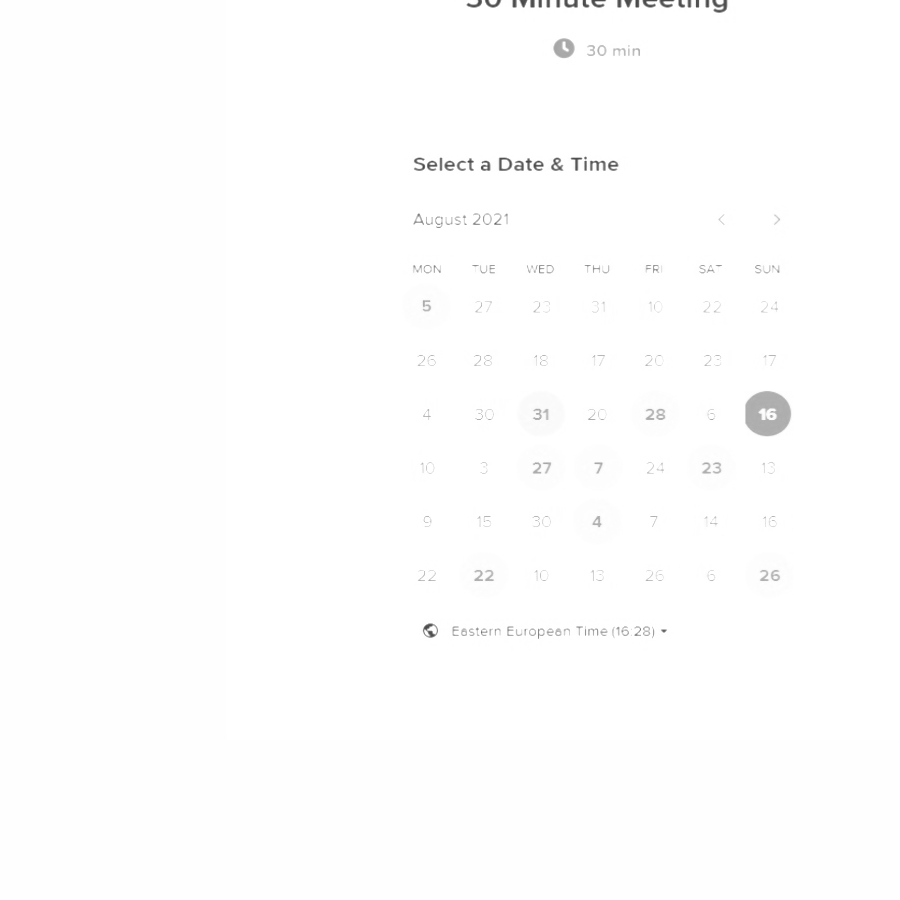 30 Minute Meeting
30 min
Select a Date & Time
August 2021
MON TUE WED THU FRI SAT SUN
5 27 23 31 10 22 24
26 28 18 17 20 23 17
4 30 31 20 28 6 16
10 3 27 7 24 23 13
9 15 30 4 7 14 16
22 22 10 13 26 6 26
Eastern European Time (16:28)